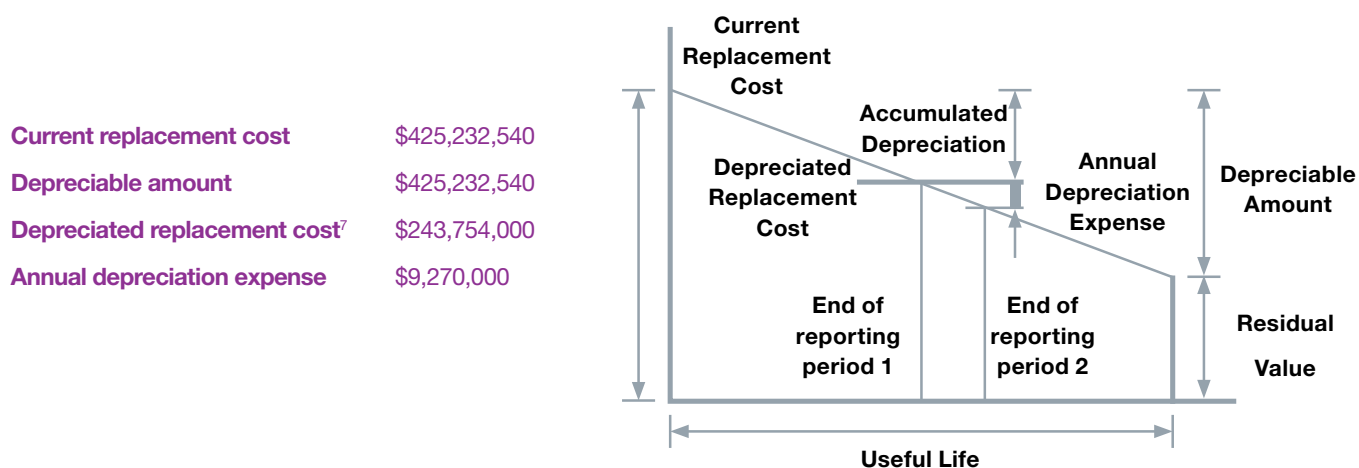 Current replacement cost $425,232,540
Depreciable amount $425,232,540
Depreciated replacement cost7 $243,754,000
Annual depreciation expense $9,270,000
Current
Replacement
Cost
Accumulated
Depreciation
Depreciated
Replacement
Cost
Annual
Depreciation
Expense
Depreciable
Amount
End of
reporting
period 1
End of
reporting
period 2
Residual
Value
Useful Life